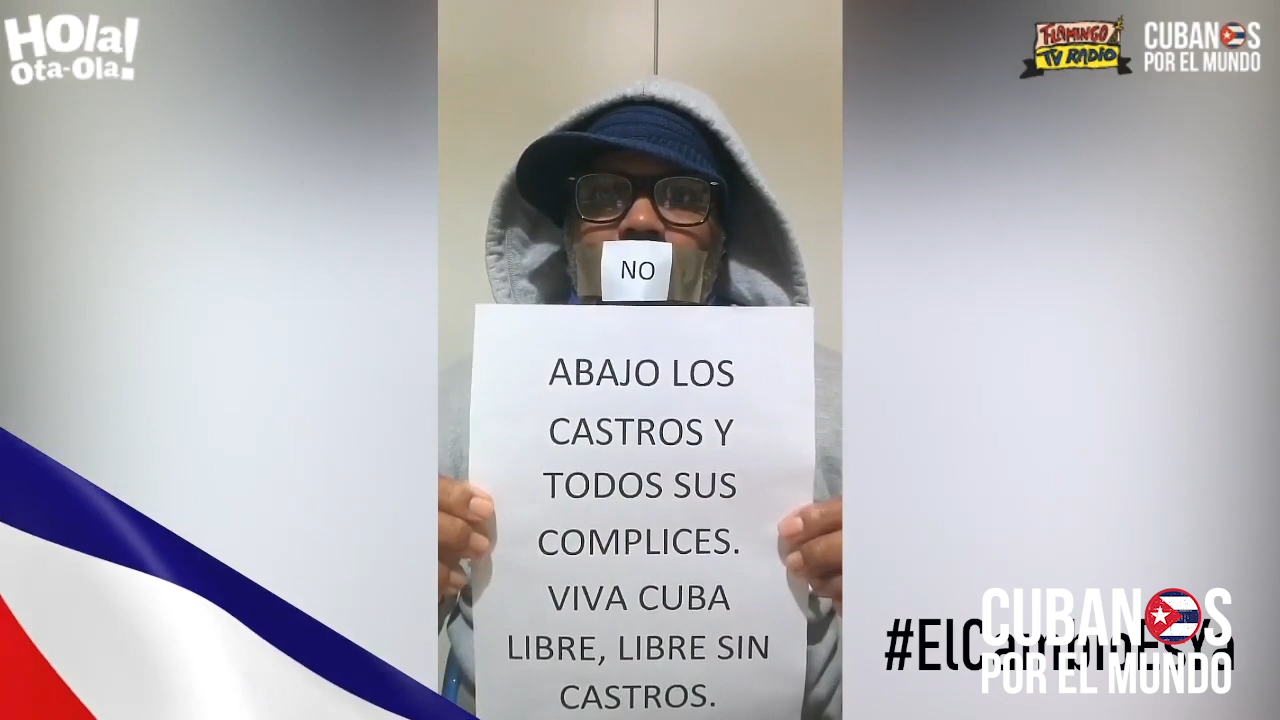 HOla!
Ota-Ola!
FLAMINGO
TV RADIO
CUBANOS
POR EL MUNDO
NO
ABAJO LOS
CASTROS Y
TODOS SUS
COMPLICES.
VIVA CUBA
LIBRE, LIBRE SIN
CASTROS.
#ElCambioEsYa
CUBANOS
POR EL MUNDO